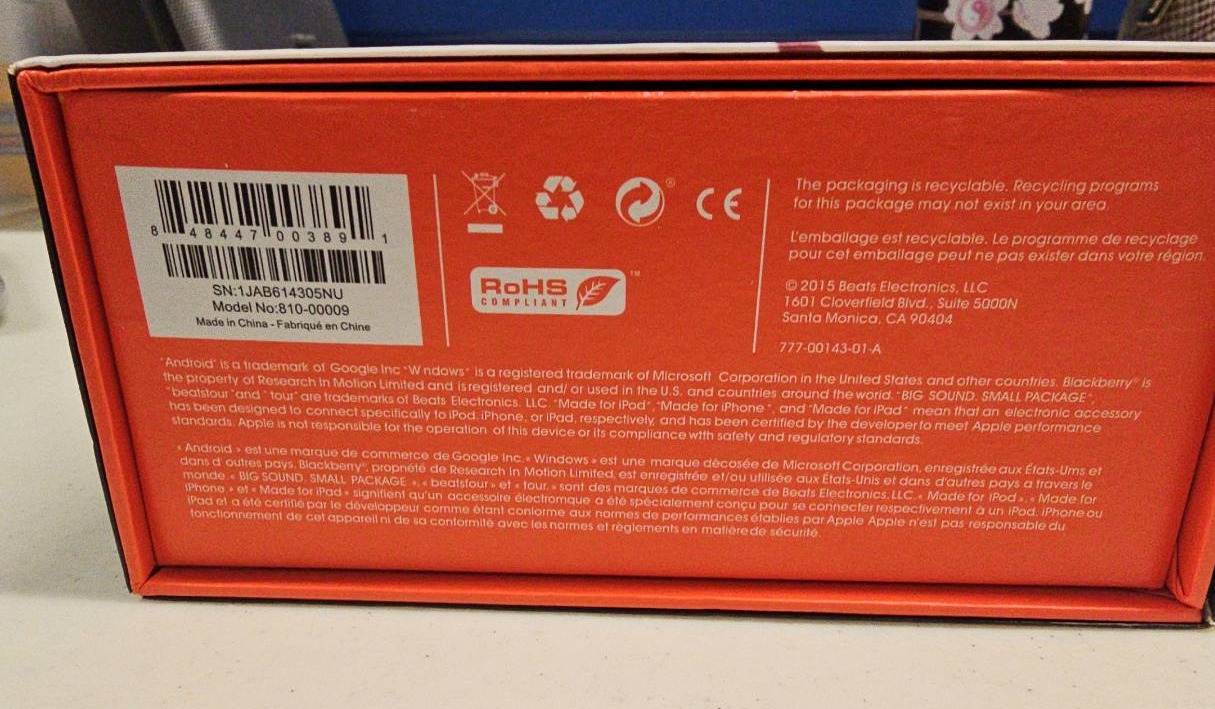 8 48447 00389 1
SN:1JAB614305NU
Model No:810-00009
Made in China - Fabriqué en Chine
®
CE
RoHS
COMPLIANT
™
The packaging is recyclable. Recycling programs
for this package may not exist in your area.
L'emballage est recyclable. Le programme de recyclage
pour cet emballage peut ne pas exister dans votre région.
© 2015 Beats Electronics, LLC
1601 Cloverfield Blvd., Suite 5000N
Santa Monica, CA 90404
777-00143-01-A
"Android" is a trademark of Google Inc "W ndows" is a registered trademark of Microsoft Corporation in the United States and other countries. Blackberry® is
the property of Research In Motion Limited and is registered and/ or used in the U.S. and countries around the world. "BIG SOUND. SMALL PACKAGE",
"beatstour "and " tour" are trademarks of Beats Electronics. LLC. "Made for iPod", "Made for iPhone ", and "Made for iPad" mean that an electronic accessory
has been designed to connect specifically to iPod. iPhone, or iPad, respectively, and has been certified by the developer to meet Apple performance
standards. Apple is not responsible for the operation of this device or its compliance with safety and regulatory standards.
« Android » est une marque de commerce de Google Inc. « Windows » est une marque décosée de Microsoft Corporation, enregistrée aux États-Ums et
dans d' outres pays. Blackberry®, propriété de Research In Motion Limited, est enregistrée et/ou utilisée aux États-Unis et dans d'autres pays a travers le
monde. « BIG SOUND. SMALL PACKAGE », « beatstour » et « tour. » sont des marques de commerce de Beats Electronics. LLC. « Made for iPod », « Made for
iPhone » et « Made for iPad » signifient qu'un accessoire électromque a été spécialement conçu pour se connecter respectivement à un iPod. iPhone ou
iPad et a été certifié par le développeur comme étant conforme aux normes de performances établies par Apple Apple n'est pas responsable du
fonctionnement de cet appareil ni de sa conformité avec les normes et règlements en matière de sécurité.